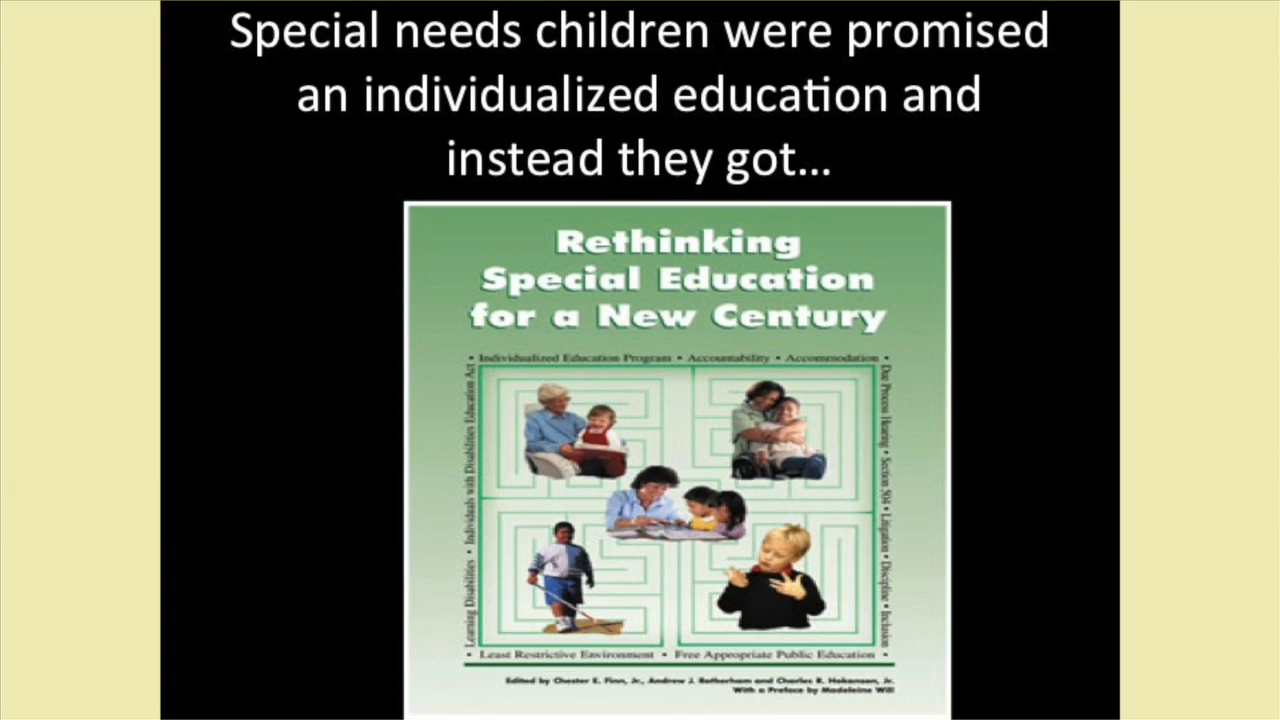 Special needs children were promised
an individualized education and
instead they got…
Rethinking
Special Education
for a New Century
• Individualized Education Program • Accountability • Accommodation •
Learning Disabilities • Individuals with Disabilities Education Act
Due Process Hearing • Section 504 • Litigation • Discipline • Inclusion
• Least Restrictive Environment • Free Appropriate Public Education •
Edited by Chester E. Finn, Jr., Andrew J. Rotherham and Charles R. Hokanson, Jr.
With a Preface by Madeleine Will